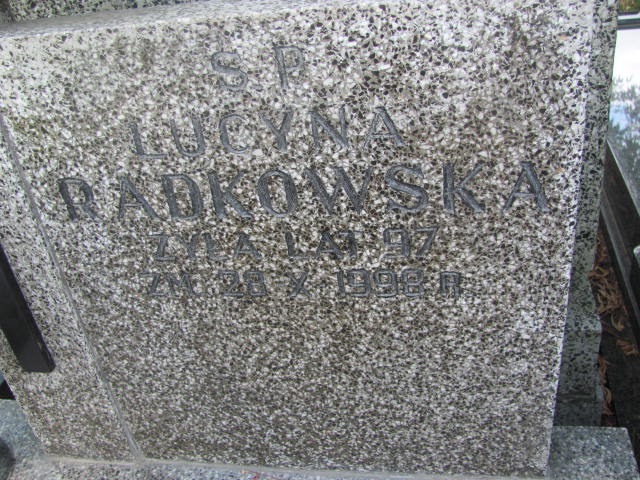 S.P.
LUCYNA
RADKOWSKA
ŻYŁA LAT 97
ZM. 28 X 1998 R.